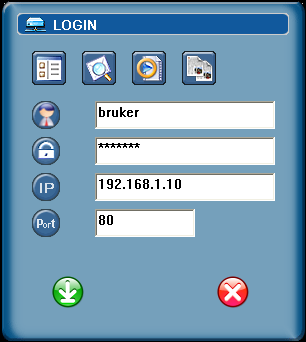 LOGIN
bruker
*******
IP 192.168.1.10
Port 80